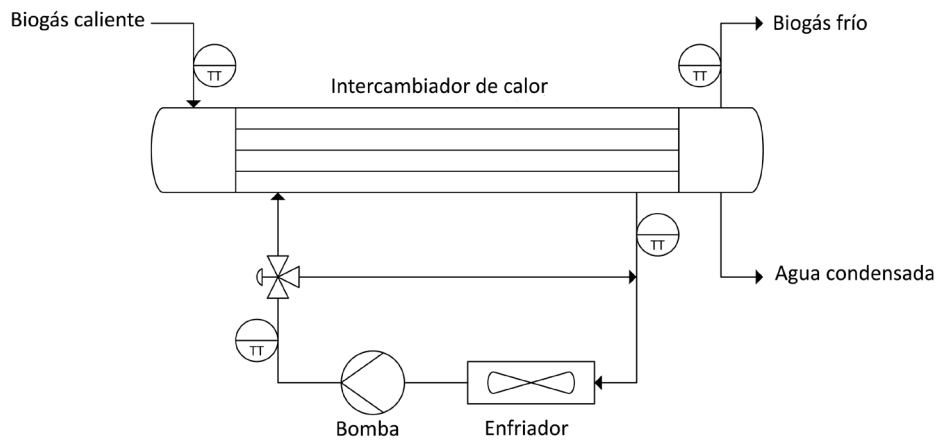 Biogás caliente
Biogás frío
TT
TT
Intercambiador de calor
TT
Agua condensada
TT
Bomba
Enfriador